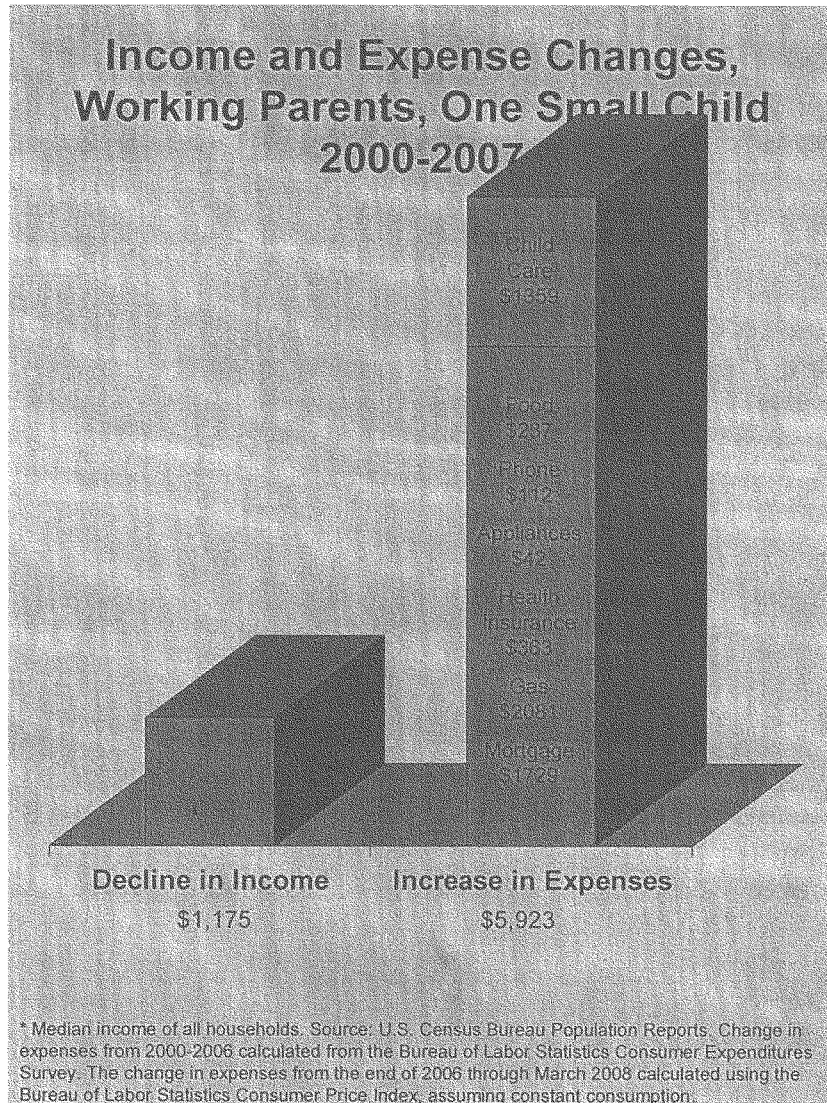 Income and Expense Changes,
Working Parents, One Small Child
2000-2007
Child
Care
$1359
Food
$237
Phone
$112
Appliances
$42
Health
Insurance
$363
Gas
$2081
Mortgage
$1729
Decline in Income
Increase in Expenses
$1,175
$5,923
* Median income of all households. Source: U.S. Census Bureau Population Reports. Change in
expenses from 2000-2006 calculated from the Bureau of Labor Statistics Consumer Expenditures
Survey. The change in expenses from the end of 2006 through March 2008 calculated using the
Bureau of Labor Statistics Consumer Price Index, assuming constant consumption.